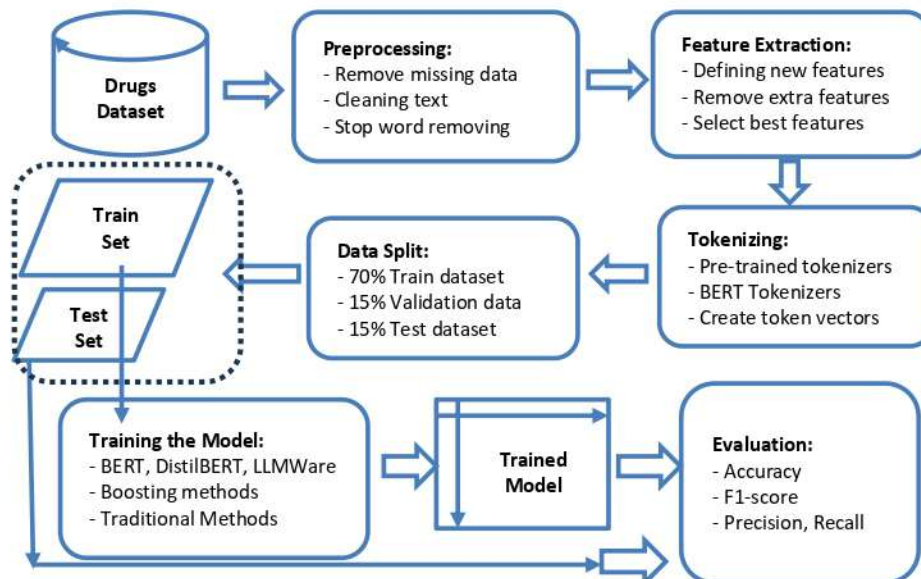 Drugs
Dataset
Preprocessing:
- Remove missing data
- Cleaning text
- Stop word removing
Feature Extraction:
- Defining new features
- Remove extra features
- Select best features
Tokenizing:
- Pre-trained tokenizers
- BERT Tokenizers
- Create token vectors
Data Split:
- 70% Train dataset
- 15% Validation data
- 15% Test dataset
Train
Set
Test
Set
Training the Model:
- BERT, DistilBERT, LLMWare
- Boosting methods
- Traditional Methods
Trained
Model
Evaluation:
- Accuracy
- F1-score
- Precision, Recall